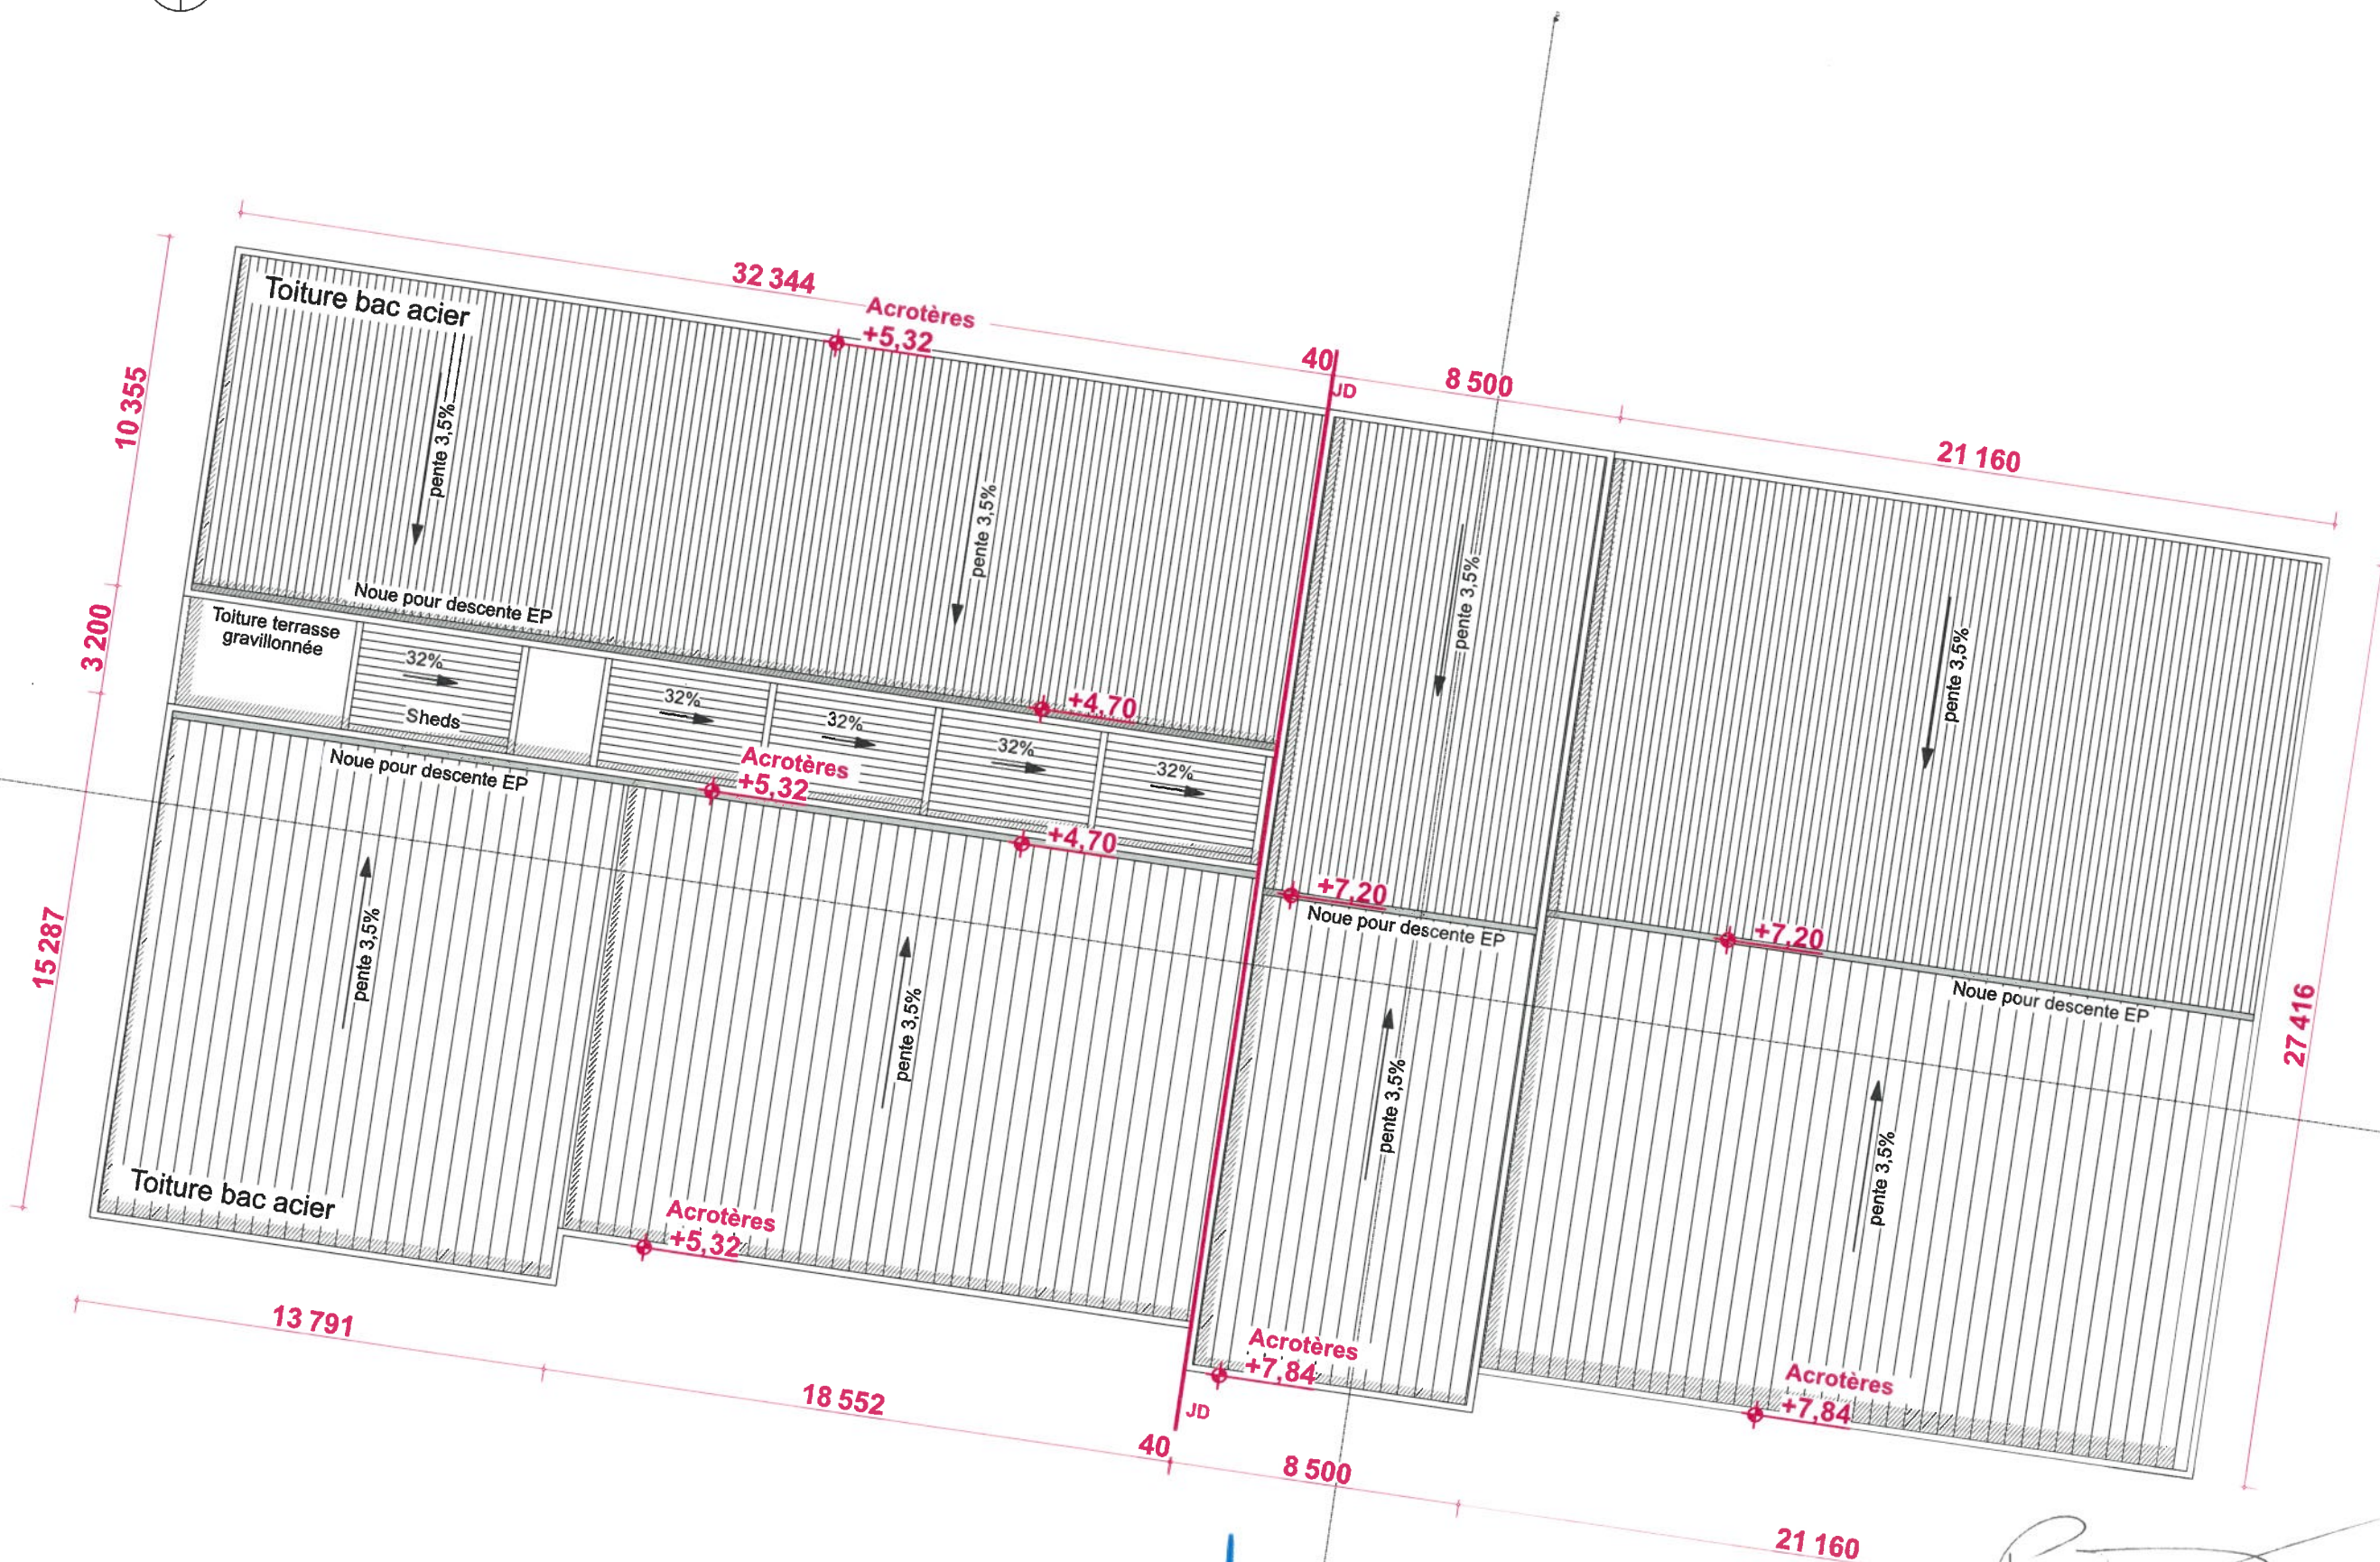 32 344
Acrotères
+5,32
40
JD
8 500
21 160
Toiture bac acier
10 355
pente 3,5%
pente 3,5%
pente 3,5%
pente 3,5%
Noue pour descente EP
3 200
Toiture terrasse
gravillonnée
32%
Sheds
32%
32%
32%
32%
+4,70
Acrotères
+5,32
+4,70
Noue pour descente EP
+7,20
Noue pour descente EP
+7,20
Noue pour descente EP
15 287
pente 3,5%
pente 3,5%
pente 3,5%
pente 3,5%
27 416
Toiture bac acier
Acrotères
+5,32
Acrotères
+7,84
Acrotères
+7,84
13 791
18 552
JD
40
8 500
21 160